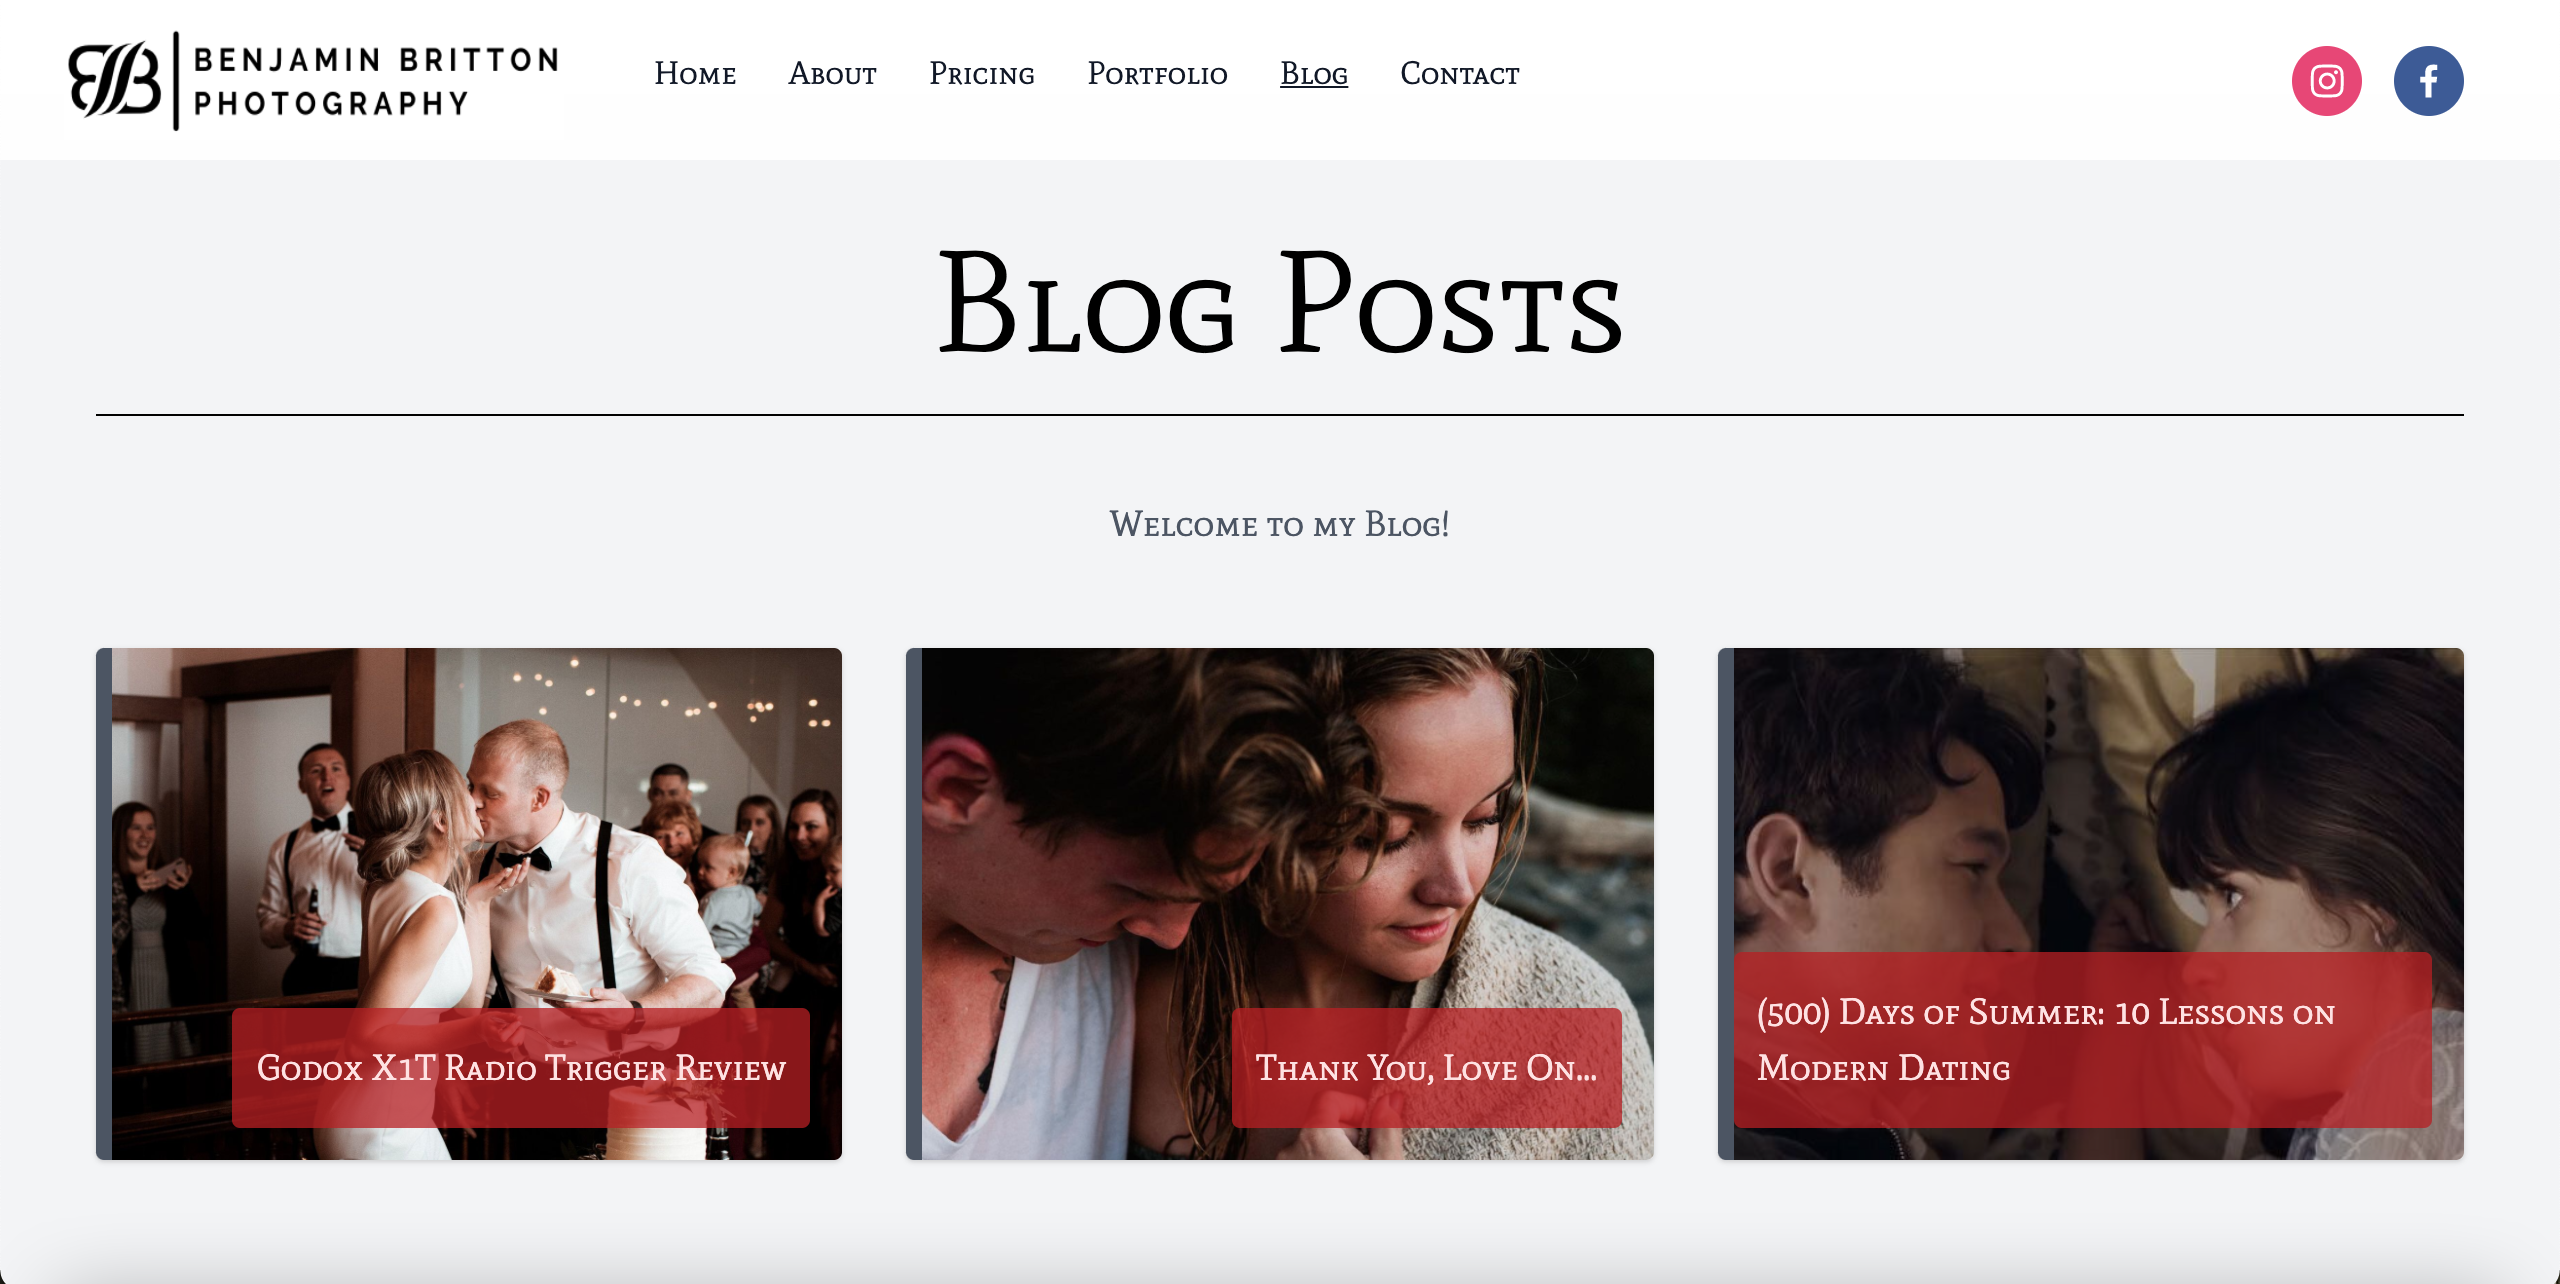 BENJAMIN BRITTON
PHOTOGRAPHY
Home About Pricing Portfolio Blog Contact
Blog Posts
Welcome to my Blog!
Godox X1T Radio Trigger Review
Thank You, Love On...
(500) Days of Summer: 10 Lessons on
Modern Dating